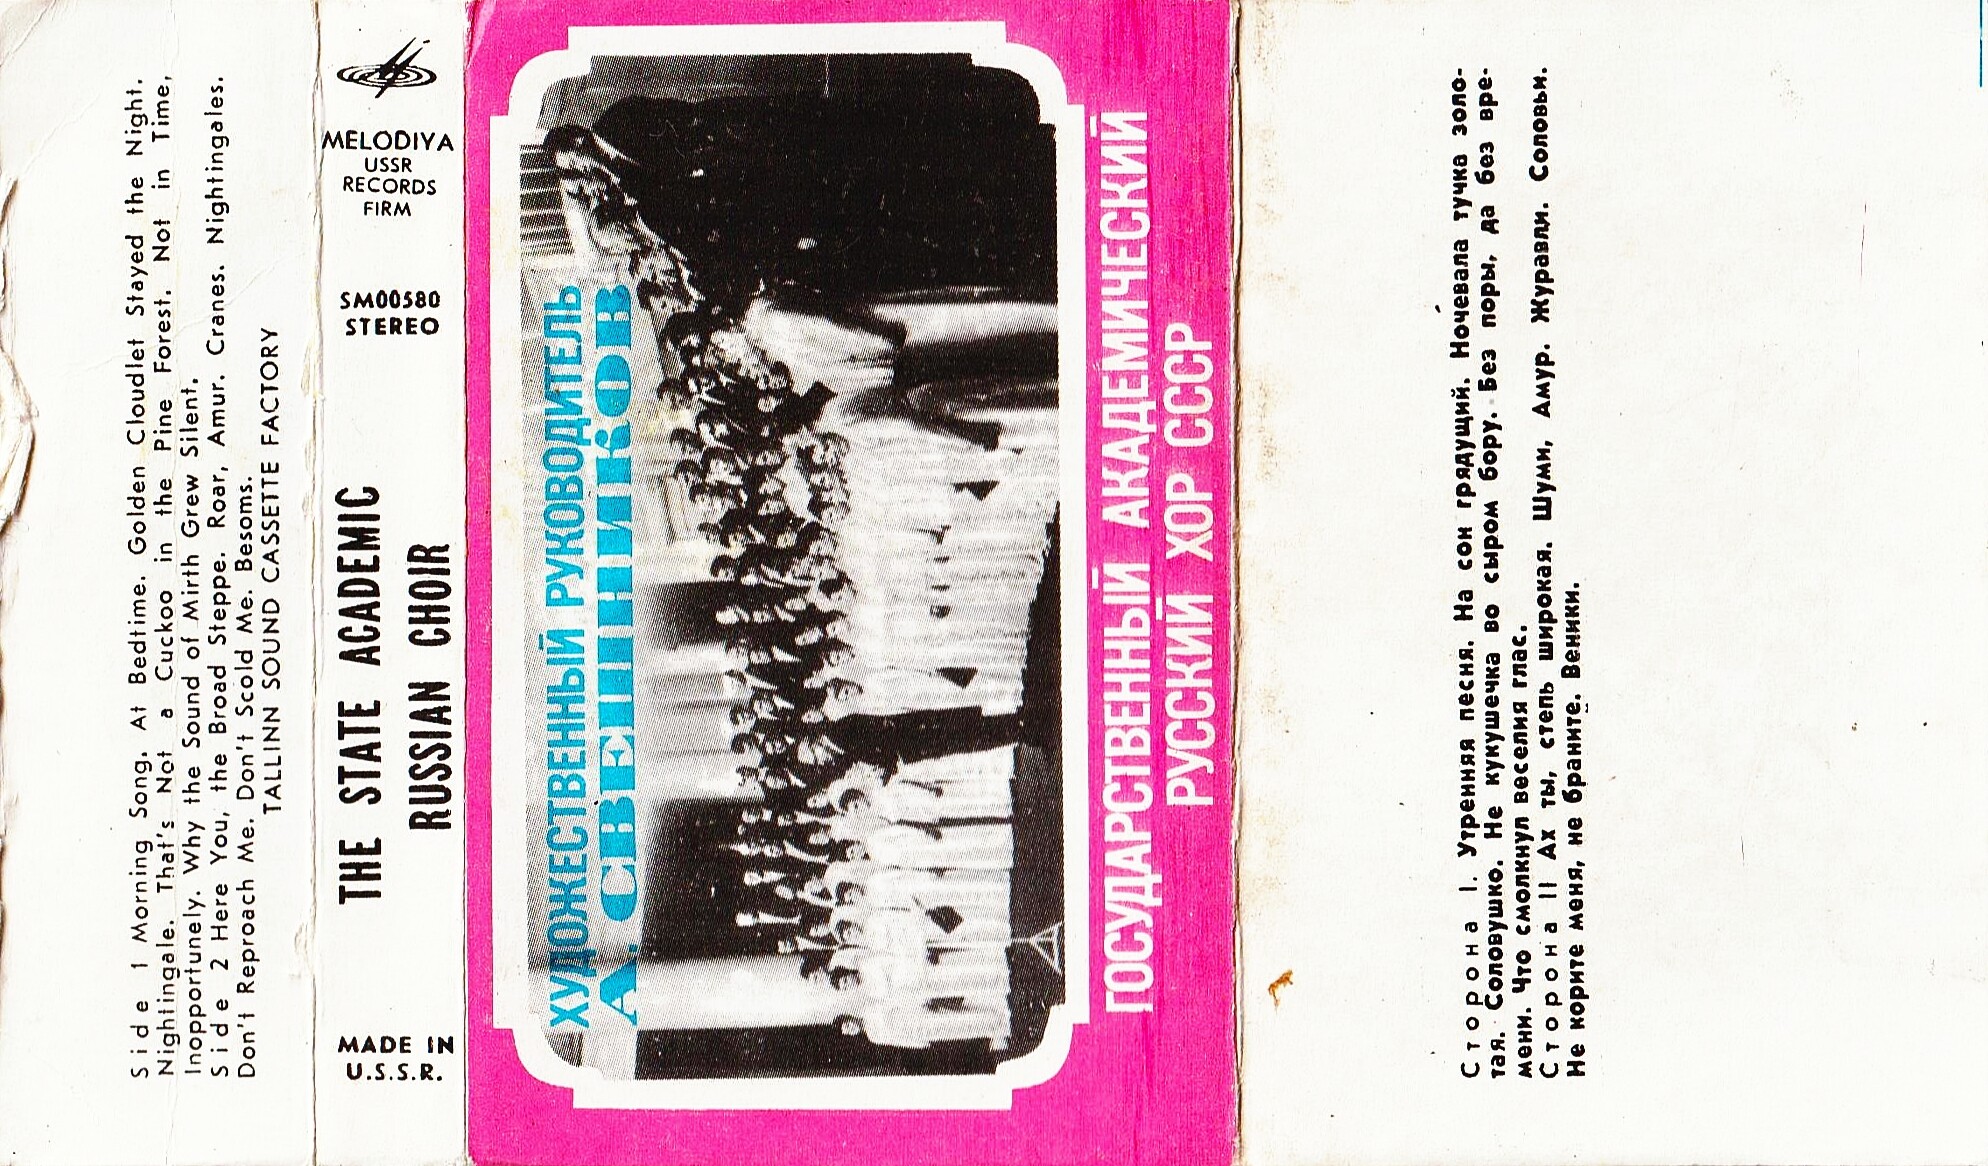 Side 1 Morning Song. At Bedtime. Golden Cloudlet Stayed the Night.
Nightingale. That's Not a Cuckoo in the Pine Forest. Not in Time,
Inopportunely. Why the Sound of Mirth Grew Silent.
Side 2 Here You, the Broad Steppe. Roar, Amur. Cranes. Nightingales.
Don't Reproach Me. Don't Scold Me. Besoms.
TALLINN SOUND CASSETTE FACTORY
MADE IN
U.S.S.R.
THE STATE ACADEMIC
RUSSIAN CHOIR
SM00580
STEREO
MELODIYA
USSR
RECORDS
FIRM
ХУДОЖЕСТВЕННЫЙ РУКОВОДИТЕЛЬ
А. СВЕШНИКОВ
ГОСУДАРСТВЕННЫЙ АКАДЕМИЧЕСКИЙ
РУССКИЙ ХОР СССР
Сторона I. Утренняя песня. На сон грядущий. Ночевала тучка золо-
тая. Соловушко. Не кукушечка во сыром бору. Без поры, да без вре-
мени. Что смолкнул веселия глас.
Сторона II Ах ты, степь широкая. Шуми, Амур. Журавли. Соловьи.
Не корите меня, не браните. Веники.